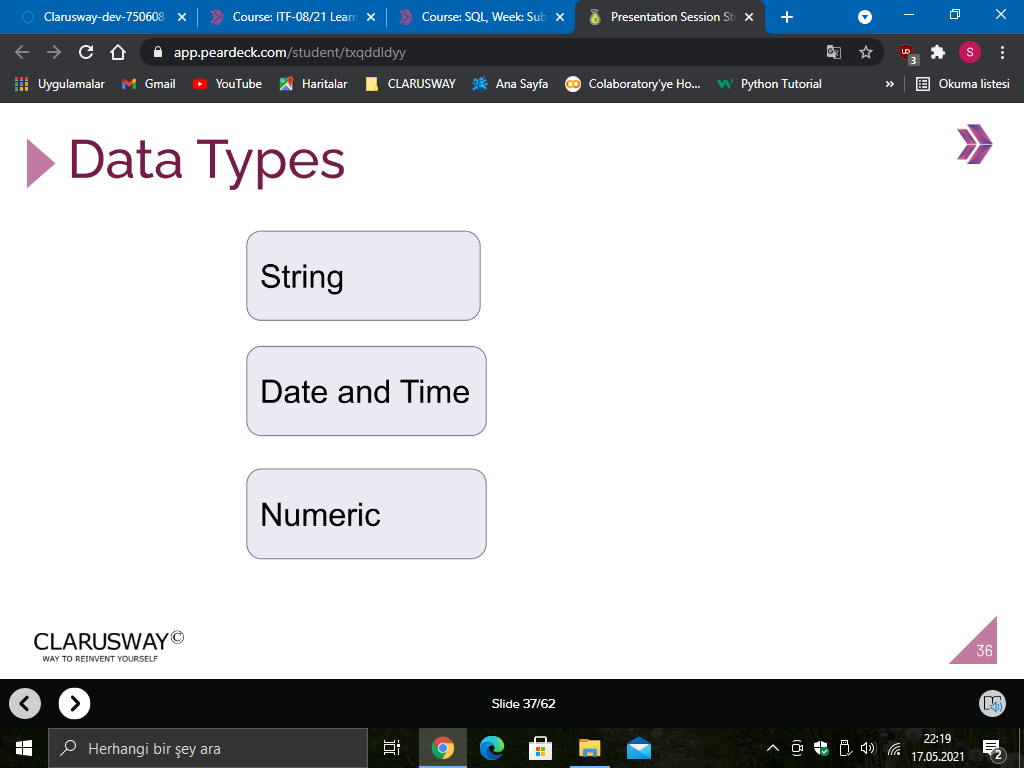 Clarusway-dev-750608
Course: ITF-08/21 Learn
Course: SQL, Week: Sub
Presentation Session St
app.peardeck.com/student/txqddldyy
UD
3
S
Uygulamalar
Gmail
YouTube
Haritalar
CLARUSWAY
Ana Sayfa
Colaboratory'ye Ho...
Python Tutorial
»
Okuma listesi
Data Types
String
Date and Time
Numeric
CLARUSWAY©
WAY TO REINVENT YOURSELF
36
Slide 37/62
Herhangi bir şey ara
22:19
17.05.2021
2